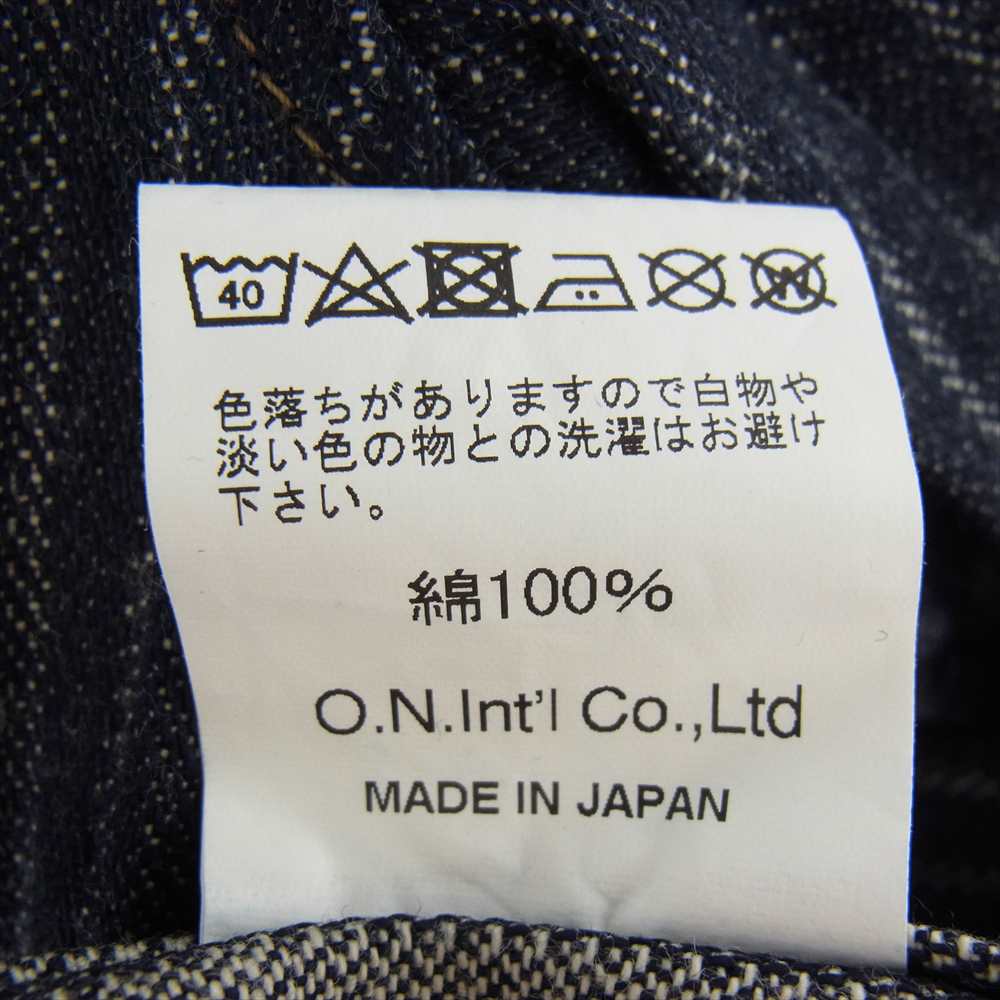 40
W
色落ちがありますので白物や
淡い色の物との洗濯はお避け
下さい。
綿100%
O.N.Int'l Co.,Ltd
MADE IN JAPAN